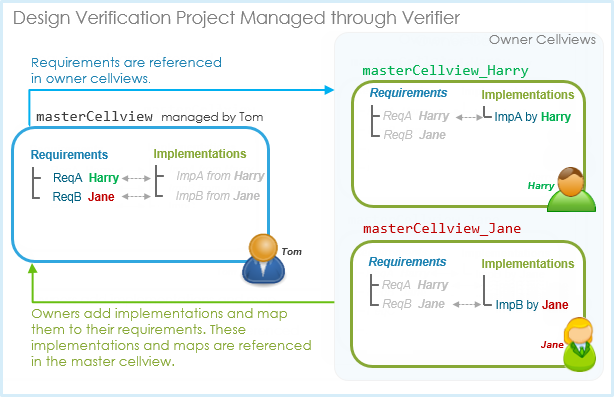 Design Verification Project Managed through Verifier
Owner Cellviews
Requirements are referenced
in owner cellviews.
masterCellview managed by Tom
Requirements
Implementations
ReqA Harry
ImpA from Harry
ReqB Jane
ImpB from Jane
Tom
Owners add implementations and map
them to their requirements. These
implementations and maps are referenced
in the master cellview.
masterCellview_Harry
Requirements
Implementations
ReqA Harry
ImpA by Harry
ReqB Jane
Harry
masterCellview_Jane
Requirements
Implementations
ReqA Harry
ReqB Jane
ImpB by Jane
Jane